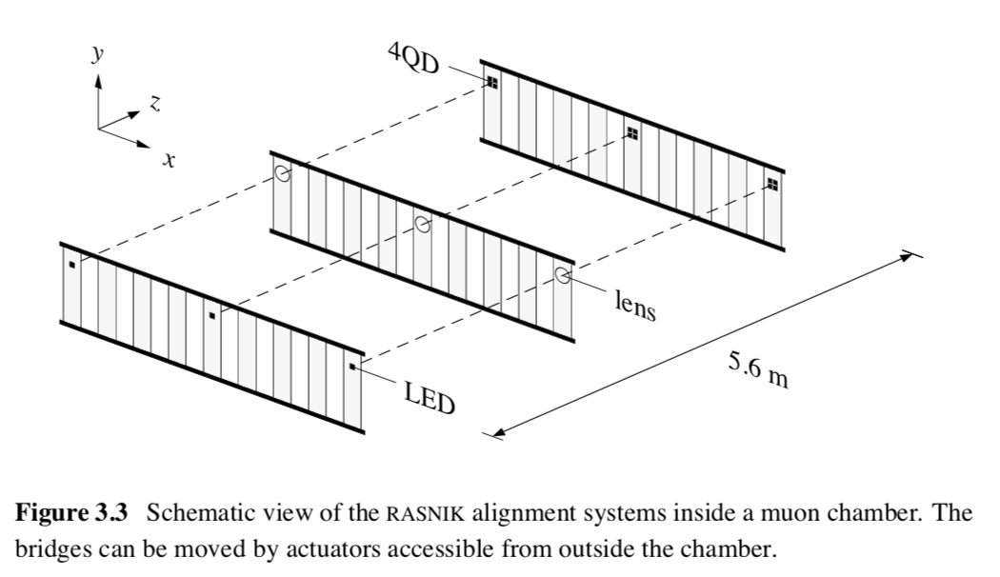 y
z
x
4QD
lens
5.6 m
LED
Figure 3.3 Schematic view of the RASNIK alignment systems inside a muon chamber. The
bridges can be moved by actuators accessible from outside the chamber.